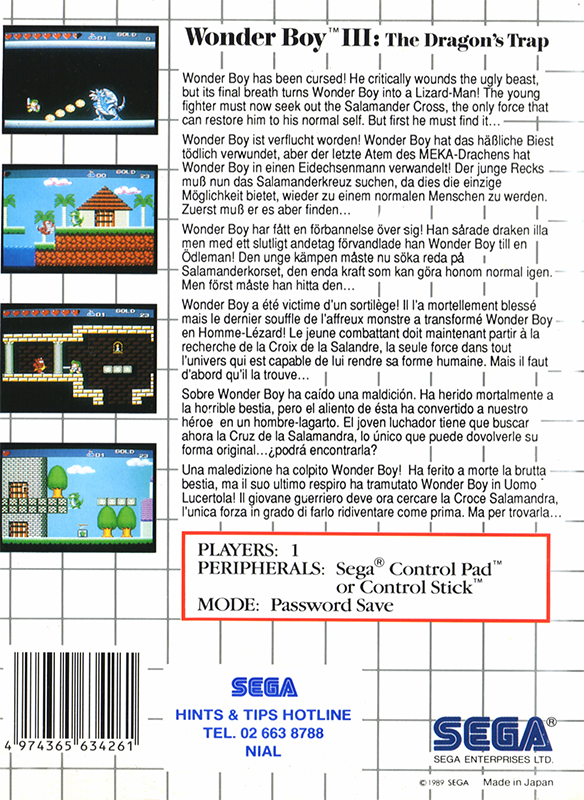 Wonder Boy™ III: The Dragon's Trap
Wonder Boy has been cursed! He critically wounds the ugly beast,
but its final breath turns Wonder Boy into a Lizard-Man! The young
fighter must now seek out the Salamander Cross, the only force that
can restore him to his normal self. But first he must find it…
Wonder Boy ist verflucht worden! Wonder Boy hat das häßliche Biest
tödlich verwundet, aber der letzte Atem des MEKA-Drachens hat
Wonder Boy in einen Eidechsenmann verwandelt! Der junge Recks
muß nun das Salamanderkreuz suchen, da dies die einzige
Möglichkeit bietet, wieder zu einem normalen Menschen zu werden.
Zuerst muß er es aber finden…
Wonder Boy har fått en förbannelse över sig! Han sårade draken illa
men med ett slutligt andetag förvandlade han Wonder Boy till en
Ödleman! Den unge kämpen måste nu söka reda på
Salamanderkorset, den enda kraft som kan göra honom normal igen.
Men först måste han hitta den…
Wonder Boy a été victime d'un sortilège! Il l'a mortellement blessé
mais le dernier souffle de l'affreux monstre a transformé Wonder Boy
en Homme-Lézard! Le jeune combattant doit maintenant partir à la
recherche de la Croix de la Salandre, la seule force dans tout
l'univers qui est capable de lui rendre sa forme humaine. Mais il faut
d'abord qu'il la trouve…
Sobre Wonder Boy ha caído una maldición. Ha herido mortalmente a
la horrible bestia, pero el aliento de ésta ha convertido a nuestro
héroe en un hombre-lagarto. El joven luchador tiene que buscar
ahora la Cruz de la Salamandra, lo único que puede dovolverle su
forma original…¿podrá encontrarla?
Una maledizione ha colpito Wonder Boy! Ha ferito a morte la brutta
bestia, ma il suo ultimo respiro ha tramutato Wonder Boy in Uomo
Lucertola! Il giovane guerriero deve ora cercare la Croce Salamandra,
l'unica forza in grado di farlo ridiventare come prima. Ma per trovarla…
PLAYERS: 1
PERIPHERALS: Sega® Control Pad™
or Control Stick™
MODE: Password Save
4 974365 634261
SEGA
HINTS & TIPS HOTLINE
TEL. 02 663 8788
NIAL
SEGA®
SEGA ENTERPRISES LTD.
©1989 SEGA Made in Japan
01 GOLD 0
00 GOLD 23
01 GOLD
01 GOLD 23